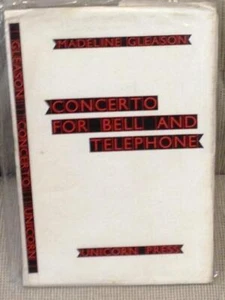 MADELINE GLEASON
CONCERTO
FOR BELL AND
TELEPHONE
UNICORN PRESS
GLEASON CONCERTO UNICORN